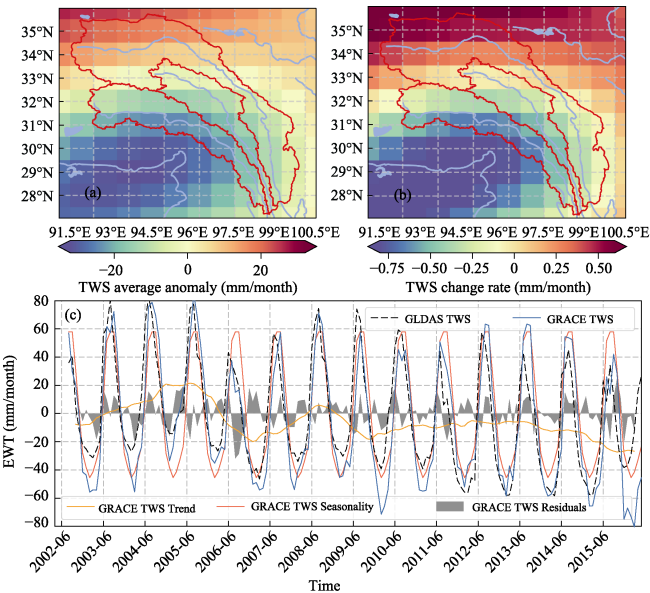 35°N
34°N
33°N
32°N
31°N
30°N
29°N
28°N
(a)
91.5°E 93°E 94.5°E 96°E 97.5°E 99°E 100.5°E
−20 0 20
TWS average anomaly (mm/month)
35°N
34°N
33°N
32°N
31°N
30°N
29°N
28°N
(b)
91.5°E 93°E 94.5°E 96°E 97.5°E 99°E 100.5°E
−0.75 −0.50 −0.25 0 0.25 0.50
TWS change rate (mm/month)
(c)
GLDAS TWS GRACE TWS
80
60
40
20
0
−20
−40
−60
−80
EWT (mm/month)
GRACE TWS Trend GRACE TWS Seasonality GRACE TWS Residuals
2002-06 2003-06 2004-06 2005-06 2006-06 2007-06 2008-06 2009-06 2010-06 2011-06 2012-06 2013-06 2014-06 2015-06
Time